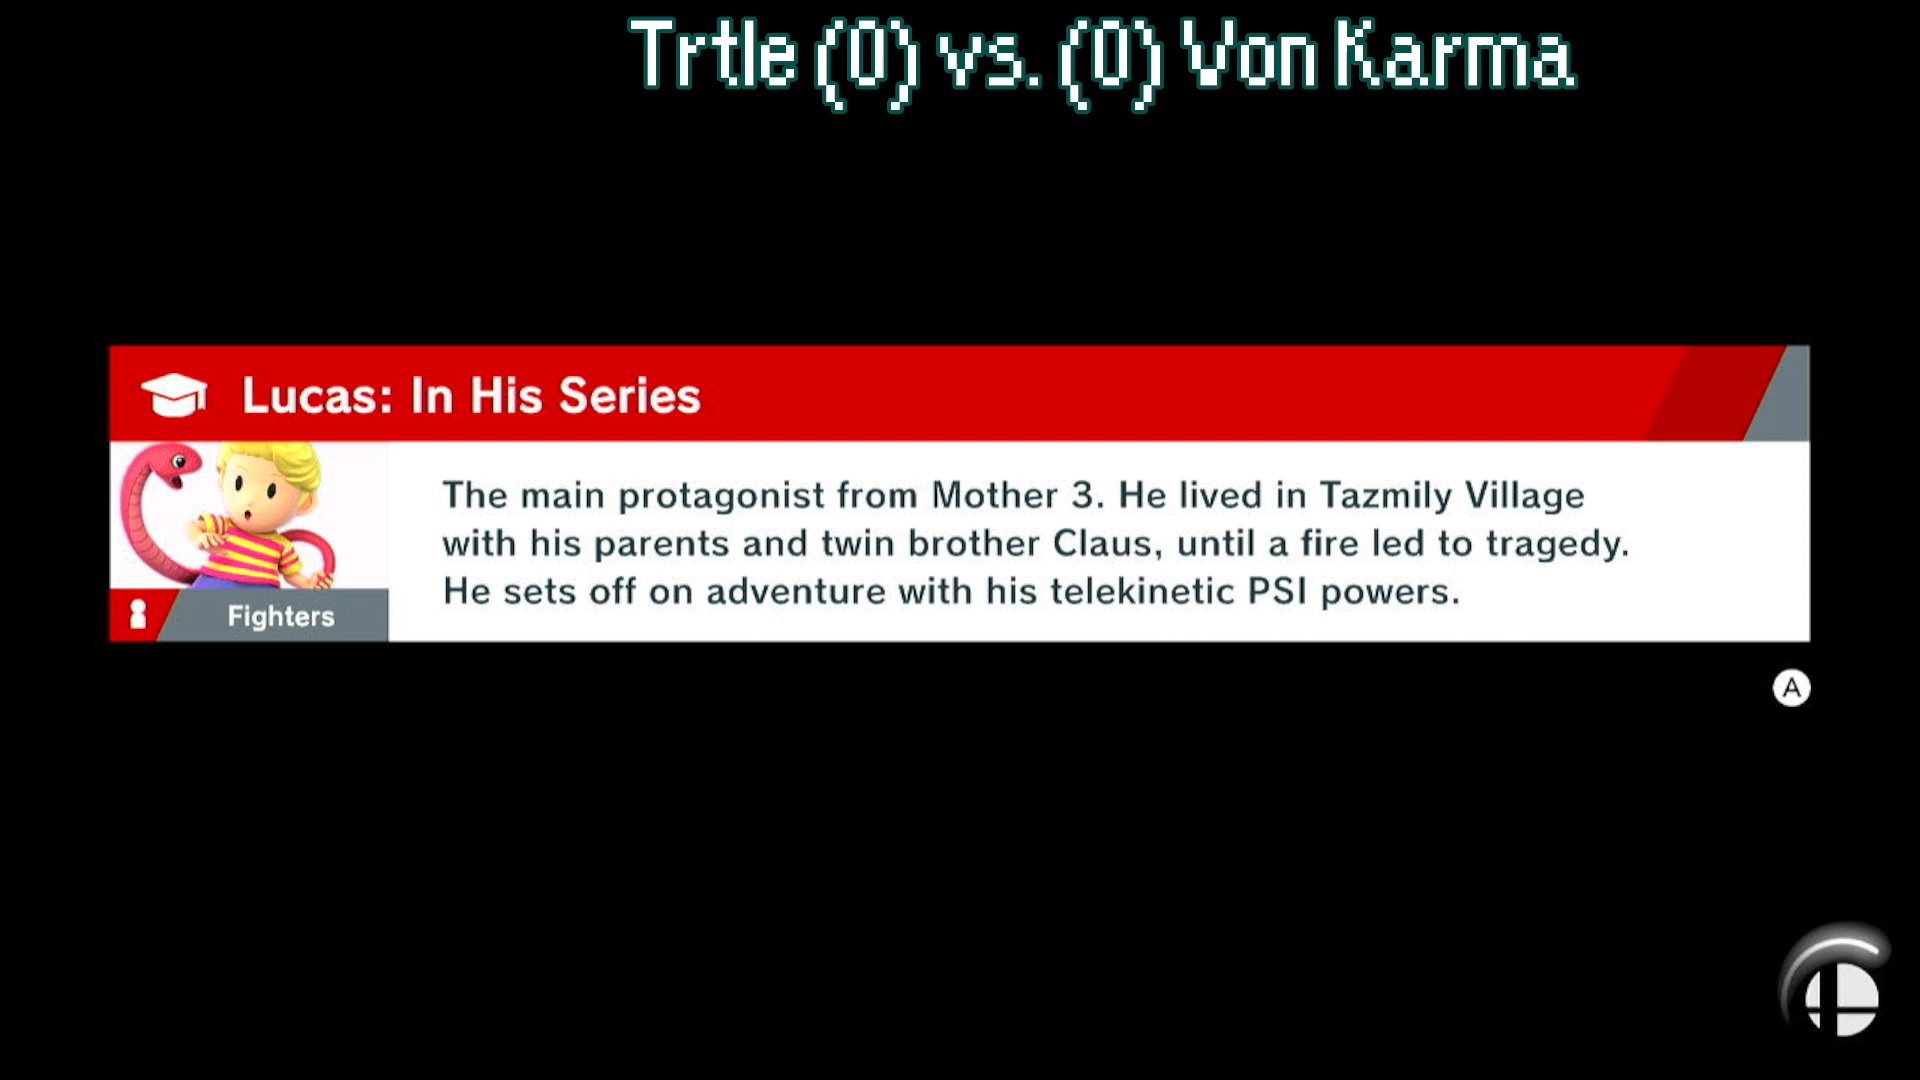 Trtle (0) vs. (0) Von Karma
Lucas: In His Series
The main protagonist from Mother 3. He lived in Tazmily Village
with his parents and twin brother Claus, until a fire led to tragedy.
He sets off on adventure with his telekinetic PSI powers.
Fighters
A